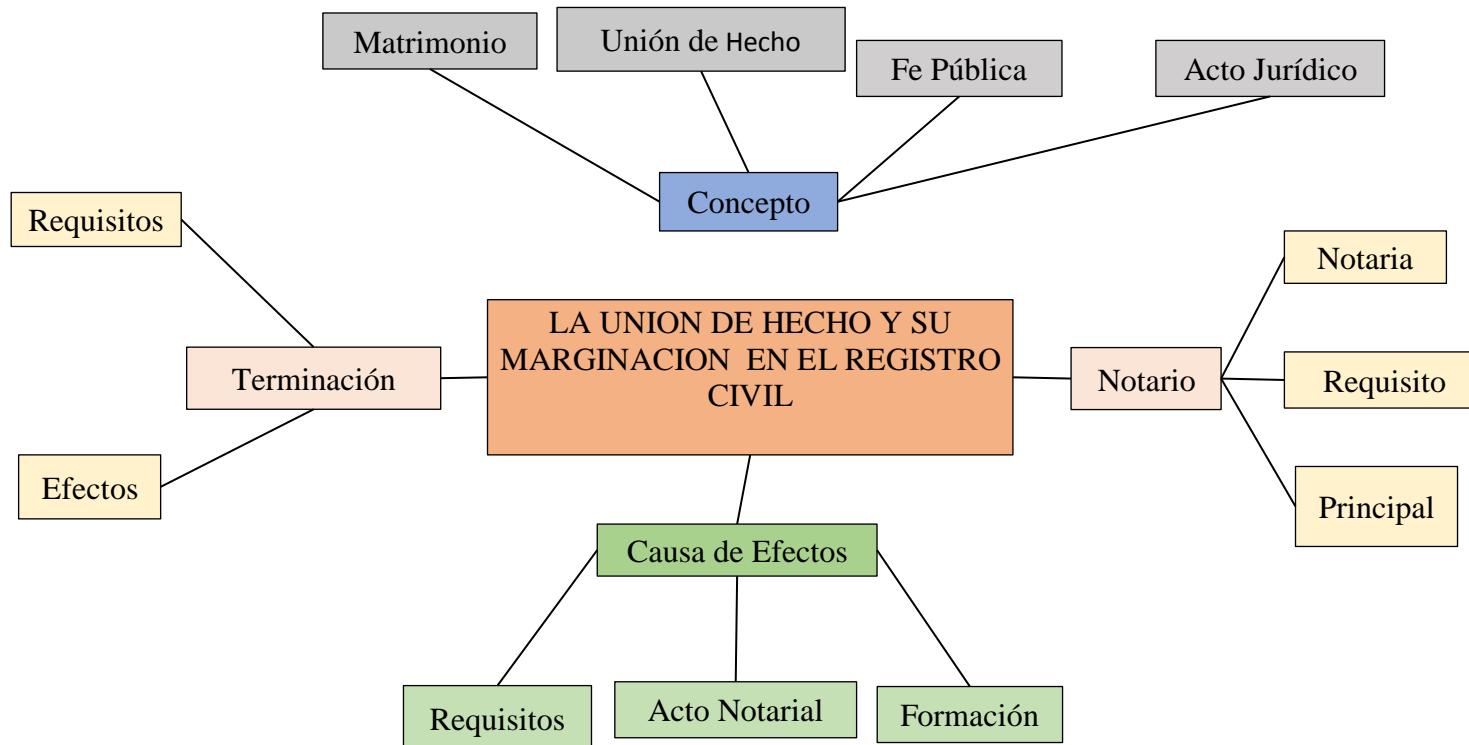 Matrimonio
Unión de Hecho
Fe Pública
Acto Jurídico
Concepto
Requisitos
Notaria
LA UNION DE HECHO Y SU
MARGINACION EN EL REGISTRO
CIVIL
Terminación
Notario
Requisito
Efectos
Principal
Causa de Efectos
Requisitos
Acto Notarial
Formación